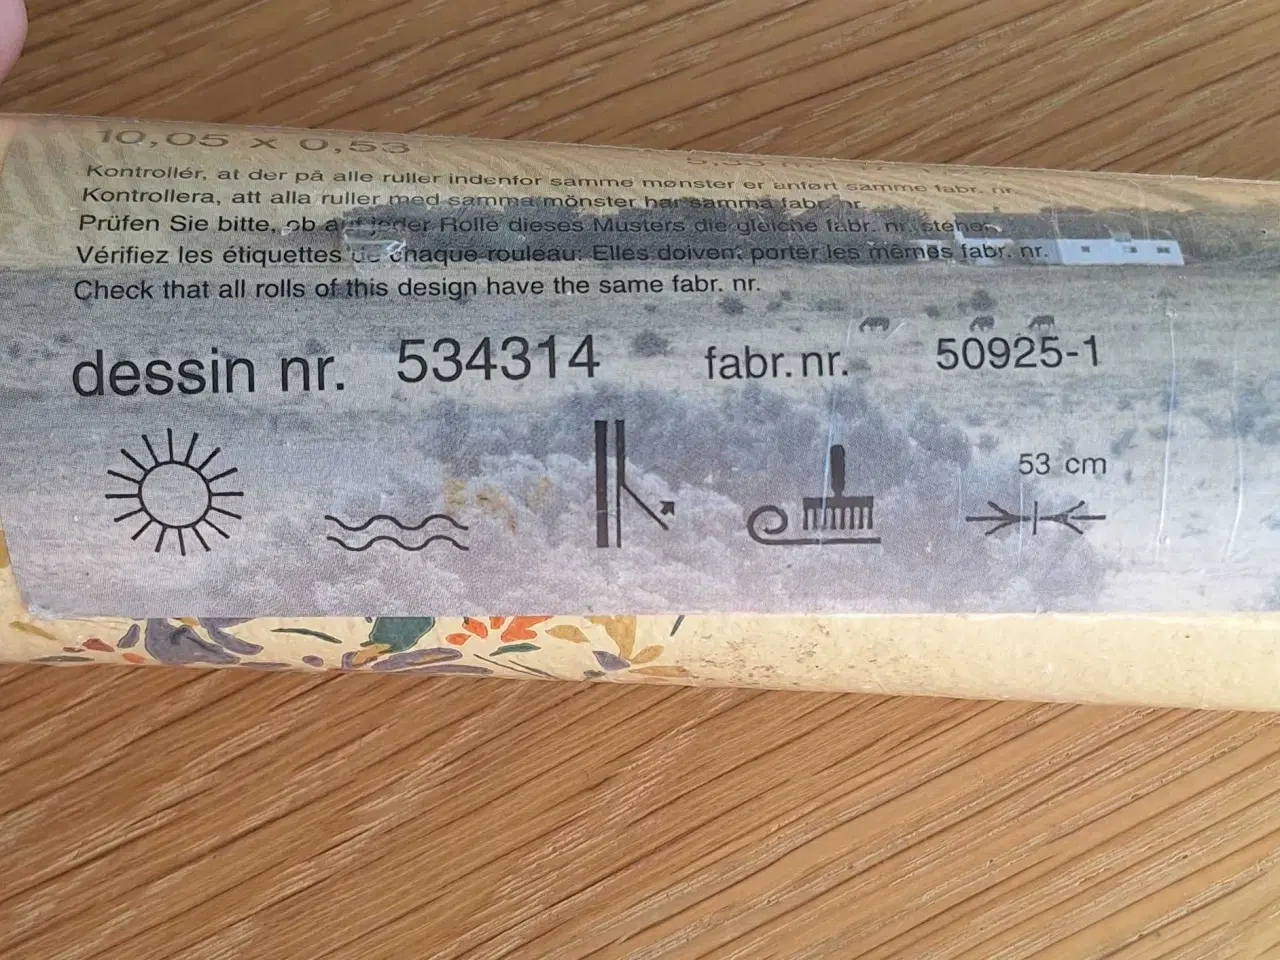 10,05 x 0,53
Kontrollér, at der på alle ruller indenfor samme mønster er anført samme fabr. nr.
Kontrollera, att alla ruller med samma mönster har samma fabr. nr.
Prüfen Sie bitte, ob auf jeder Rolle dieses Musters die gleiche fabr. nr. stehen.
Vérifiez les étiquettes de chaque rouleau: Elles doivent porter les mêmes fabr. nr.
Check that all rolls of this design have the same fabr. nr.
dessin nr. 534314 fabr. nr. 50925-1
53 cm